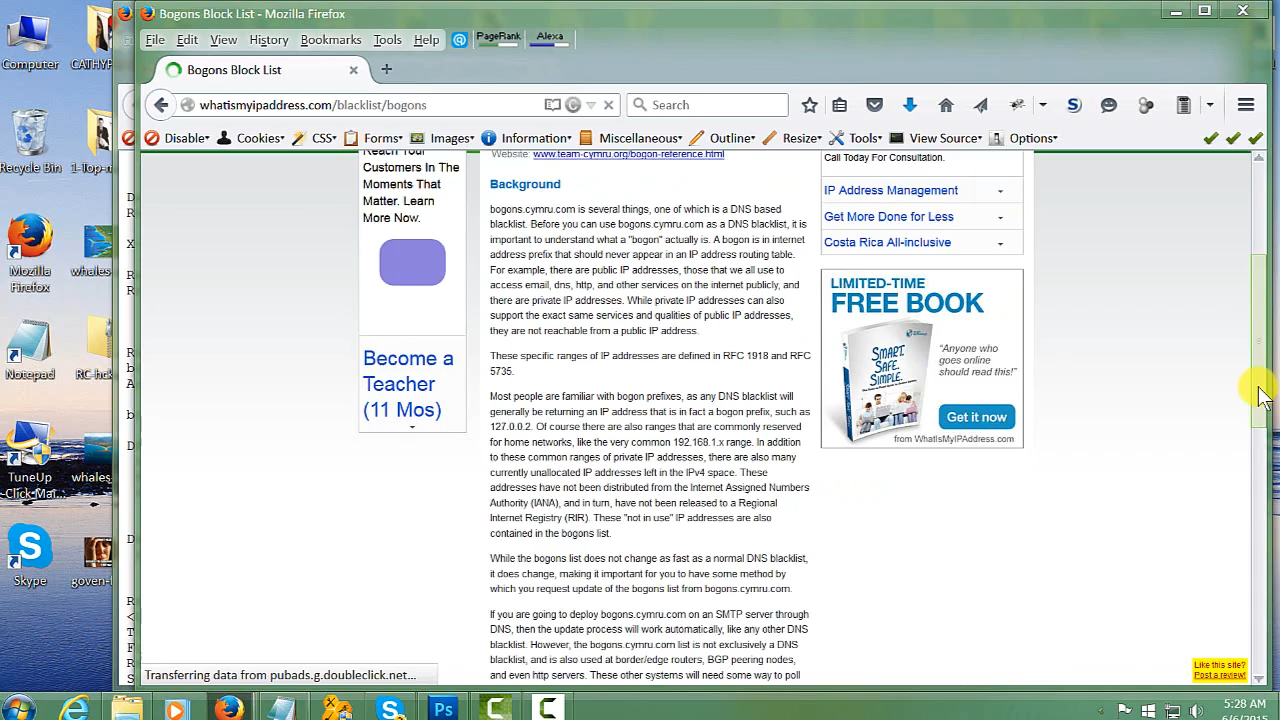 Bogons Block List - Mozilla Firefox
File Edit View History Bookmarks Tools Help PageRank Alexa
Bogons Block List
whatismyipaddress.com/blacklist/bogons Search
Disable Cookies CSS Forms Images Information Miscellaneous Outline Resize Tools View Source Options
Computer
CATHYP
Recycle Bin
1-Top-m
Mozilla
Firefox
whales
Notepad
RC-hck
TuneUp
Click-Mai...
whales
Skype
goven-f
Reach Your
Customers In The
Moments That
Matter. Learn
More Now.
Become a
Teacher
(11 Mos)
Website: www.team-cymru.org/bogon-reference.html
Background
bogons.cymru.com is several things, one of which is a DNS based
blacklist. Before you can use bogons.cymru.com as a DNS blacklist, it is
important to understand what a "bogon" actually is. A bogon is in internet
address prefix that should never appear in an IP address routing table.
For example, there are public IP addresses, those that we all use to
access email, dns, http, and other services on the internet publicly, and
there are private IP addresses. While private IP addresses can also
support the exact same services and qualities of public IP addresses,
they are not reachable from a public IP address.
These specific ranges of IP addresses are defined in RFC 1918 and RFC
5735.
Most people are familiar with bogon prefixes, as any DNS blacklist will
generally be returning an IP address that is in fact a bogon prefix, such as
127.0.0.2. Of course there are also ranges that are commonly reserved
for home networks, like the very common 192.168.1.x range. In addition
to these common ranges of private IP addresses, there are also many
currently unallocated IP addresses left in the IPv4 space. These
addresses have not been distributed from the Internet Assigned Numbers
Authority (IANA), and in turn, have not been released to a Regional
Internet Registry (RIR). These "not in use" IP addresses are also
contained in the bogons list.
While the bogons list does not change as fast as a normal DNS blacklist,
it does change, making it important for you to have some method by
which you request update of the bogons list from bogons.cymru.com.
If you are going to deploy bogons.cymru.com on an SMTP server through
DNS, then the update process will work automatically, like any other DNS
blacklist. However, the bogons.cymru.com list is not exclusively a DNS
blacklist, and is also used at border/edge routers, BGP peering nodes,
and even http servers. These other systems will need some way to poll
Call Today For Consultation.
IP Address Management
Get More Done for Less
Costa Rica All-inclusive
LIMITED-TIME
FREE BOOK
SMART.
SAFE.
SIMPLE.
"Anyone who
goes online
should read this!"
Get it now
from WhatIsMyIPAddress.com
Like this site?
Post a review!
Transferring data from pubads.g.doubleclick.net...
Ps
5:28 AM
6/6/2015